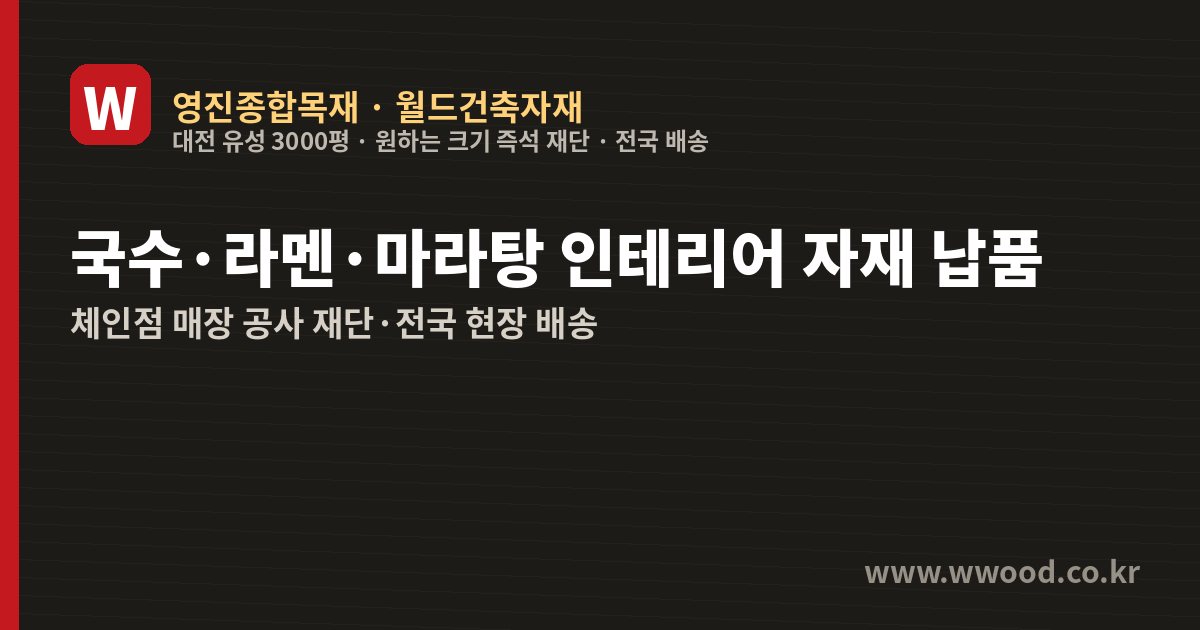 W
영진종합목재 · 월드건축자재
대전 유성 3000평 · 원하는 크기 즉석 재단 · 전국 배송
국수·라멘·마라탕 인테리어 자재 납품
체인점 매장 공사 재단·전국 현장 배송
www.wwood.co.kr